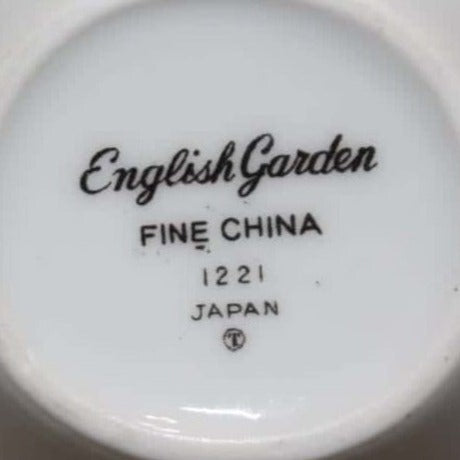 English Garden
FINE CHINA
1221
JAPAN
T